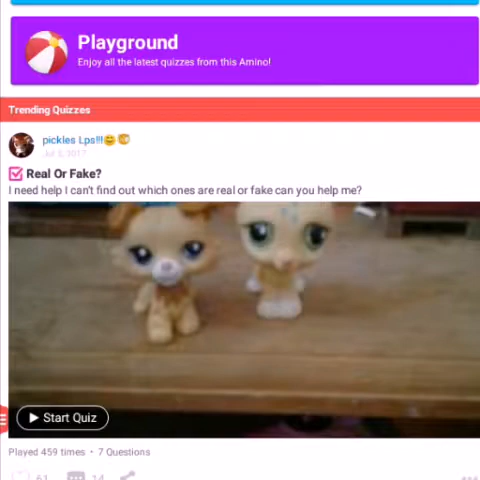 Playground
Enjoy all the latest quizzes from this Amino!
Trending Quizzes
pickles Lps!!!😊😇
Jul 5, 2017
Real Or Fake?
I need help I can't find out which ones are real or fake can you help me?
Start Quiz
Played 459 times • 7 Questions
61
14